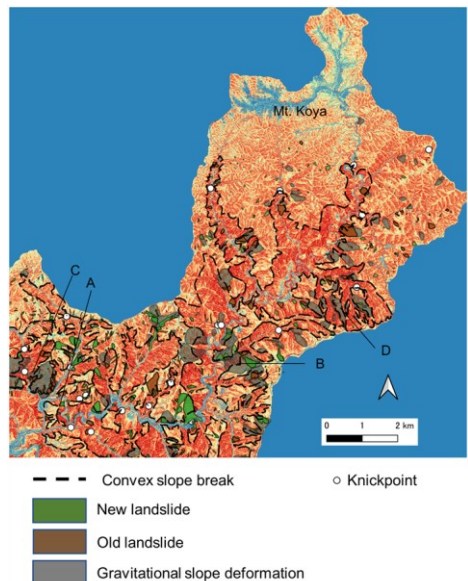 Mt. Koya
C
A
B
D
0 1 2 km
Convex slope break
Knickpoint
New landslide
Old landslide
Gravitational slope deformation